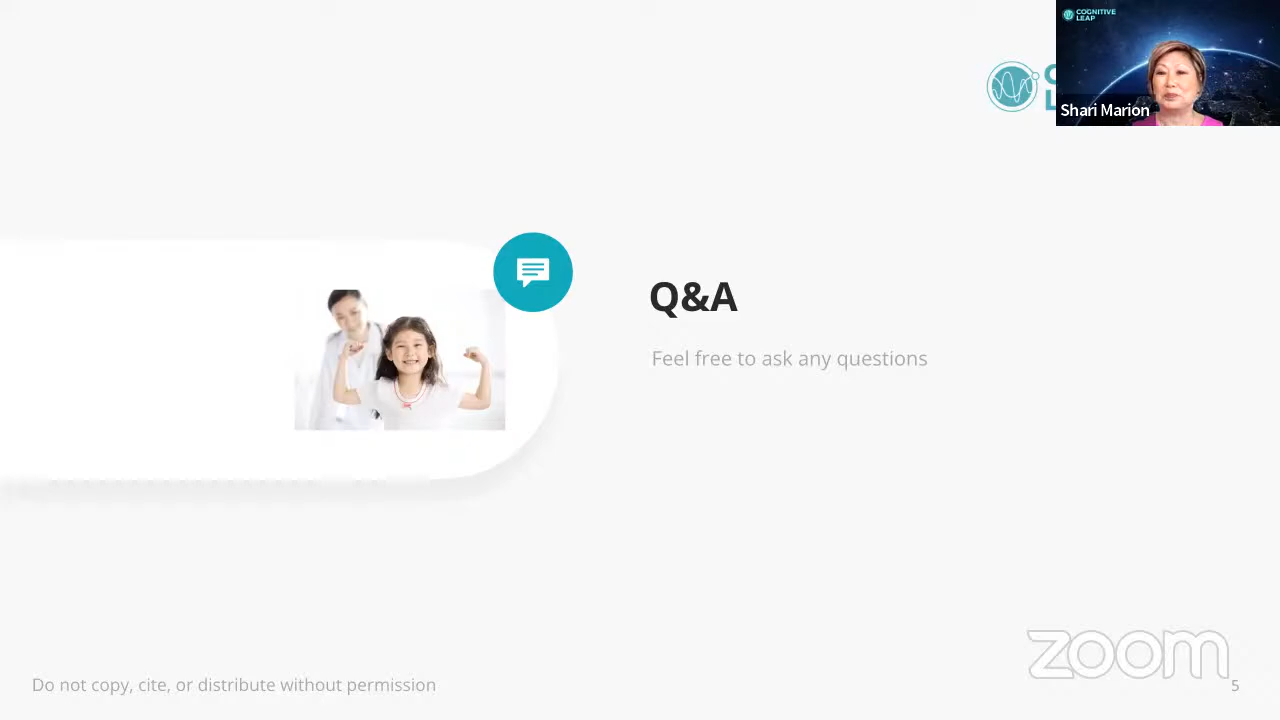 COGNITIVE
LEAP
Shari Marion
Q&A
Feel free to ask any questions
zoom
Do not copy, cite, or distribute without permission
5